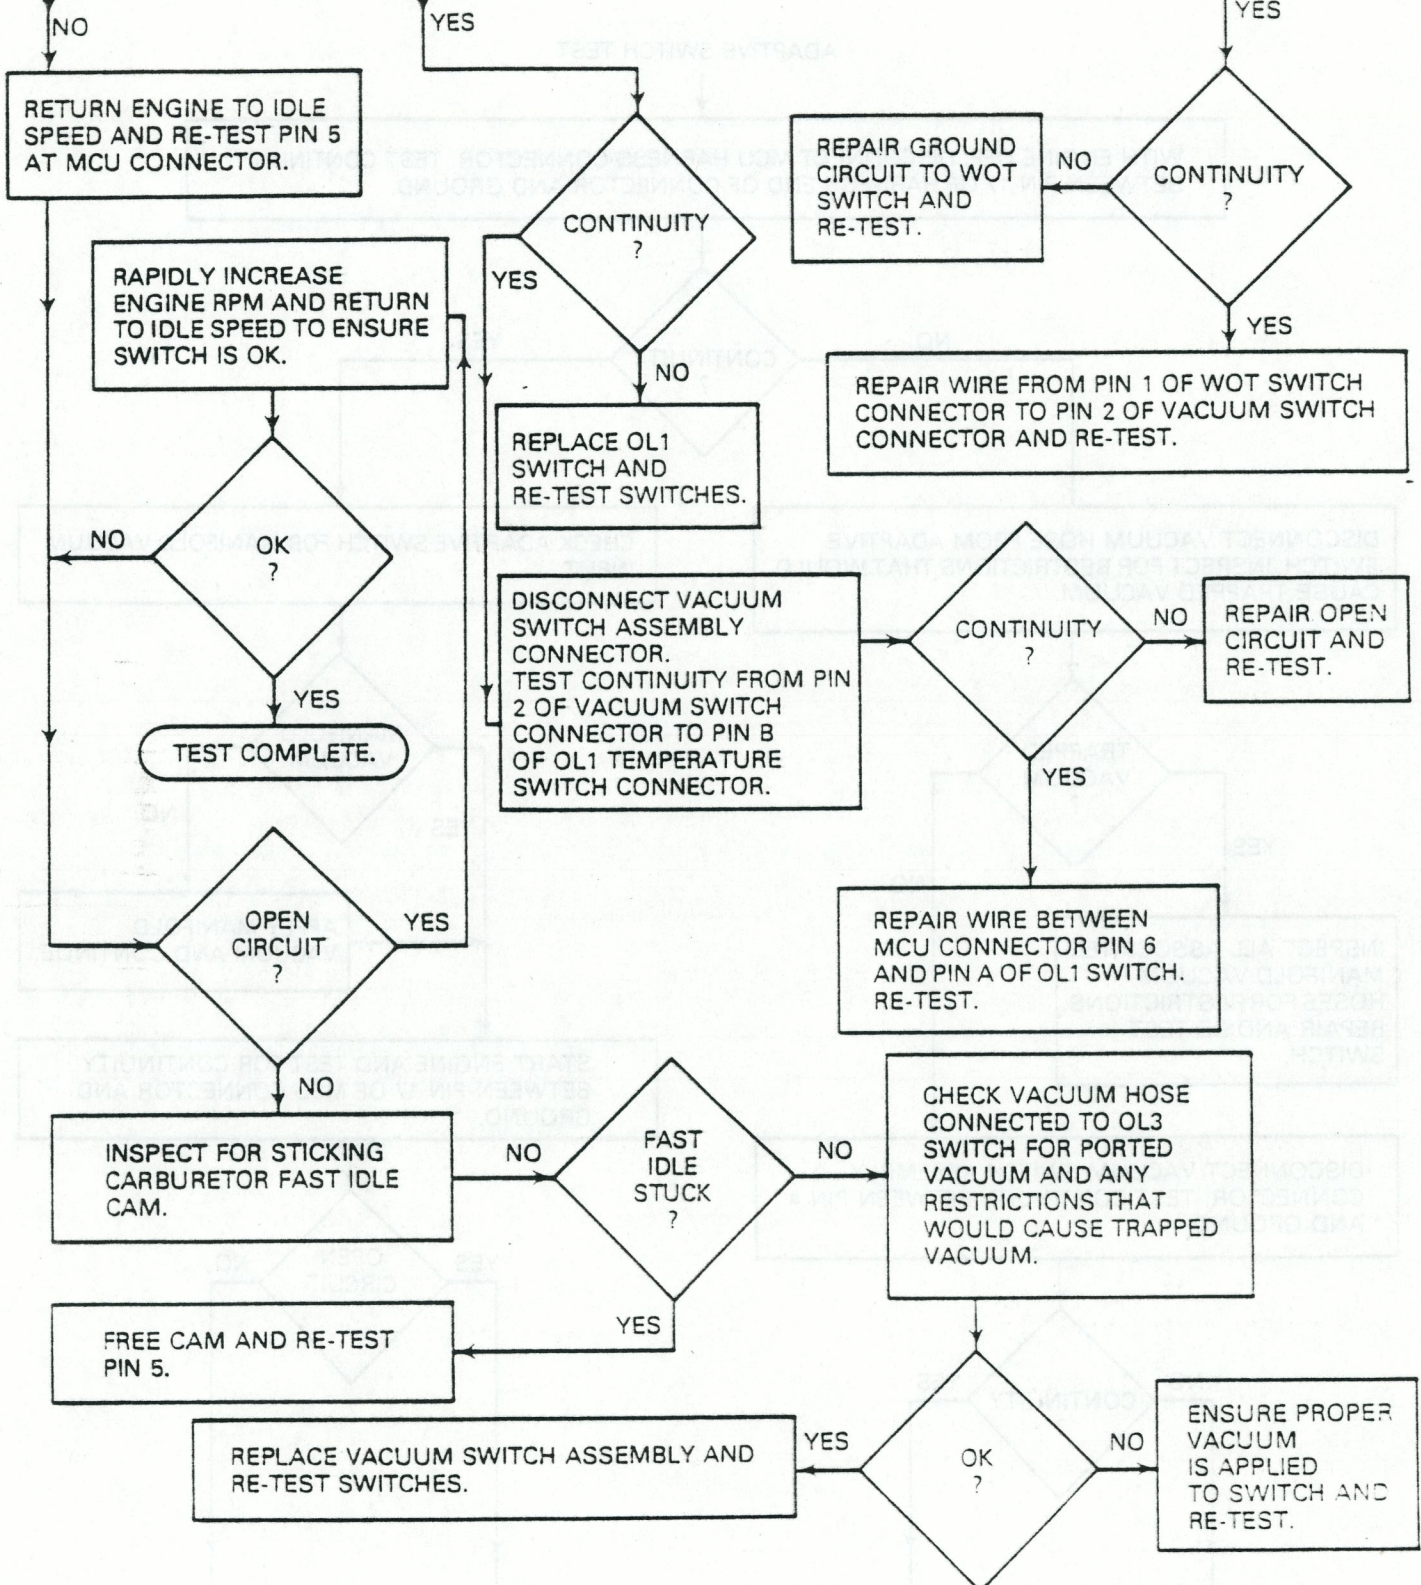 NO
YES
YES
RETURN ENGINE TO IDLE
SPEED AND RE-TEST PIN 5
AT MCU CONNECTOR.
CONTINUITY
?
YES
NO
REPAIR GROUND
CIRCUIT TO WOT
SWITCH AND
RE-TEST.
NO
CONTINUITY
?
YES
RAPIDLY INCREASE
ENGINE RPM AND RETURN
TO IDLE SPEED TO ENSURE
SWITCH IS OK.
REPLACE OL1
SWITCH AND
RE-TEST SWITCHES.
REPAIR WIRE FROM PIN 1 OF WOT SWITCH
CONNECTOR TO PIN 2 OF VACUUM SWITCH
CONNECTOR AND RE-TEST.
NO
OK
?
YES
TEST COMPLETE.
DISCONNECT VACUUM
SWITCH ASSEMBLY
CONNECTOR.
TEST CONTINUITY FROM PIN
2 OF VACUUM SWITCH
CONNECTOR TO PIN B
OF OL1 TEMPERATURE
SWITCH CONNECTOR.
CONTINUITY
?
NO
REPAIR OPEN
CIRCUIT AND
RE-TEST.
YES
OPEN
CIRCUIT
?
YES
NO
REPAIR WIRE BETWEEN
MCU CONNECTOR PIN 6
AND PIN A OF OL1 SWITCH.
RE-TEST.
INSPECT FOR STICKING
CARBURETOR FAST IDLE
CAM.
NO
FAST
IDLE
STUCK
?
NO
YES
CHECK VACUUM HOSE
CONNECTED TO OL3
SWITCH FOR PORTED
VACUUM AND ANY
RESTRICTIONS THAT
WOULD CAUSE TRAPPED
VACUUM.
FREE CAM AND RE-TEST
PIN 5.
REPLACE VACUUM SWITCH ASSEMBLY AND
RE-TEST SWITCHES.
YES
OK
?
NO
ENSURE PROPER
VACUUM
IS APPLIED
TO SWITCH AND
RE-TEST.